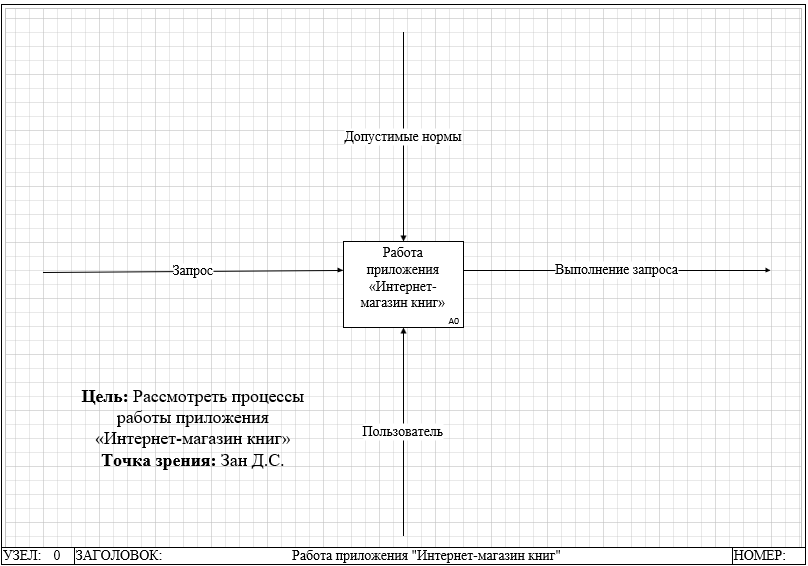 Допустимые нормы
Работа
приложения
«Интернет-
магазин книг»
A0
Запрос
Выполнение запроса
Пользователь
Цель: Рассмотреть процессы
работы приложения
«Интернет-магазин книг»
Точка зрения: Зан Д.С.
УЗЕЛ: 0 ЗАГОЛОВОК: Работа приложения "Интернет-магазин книг" НОМЕР: